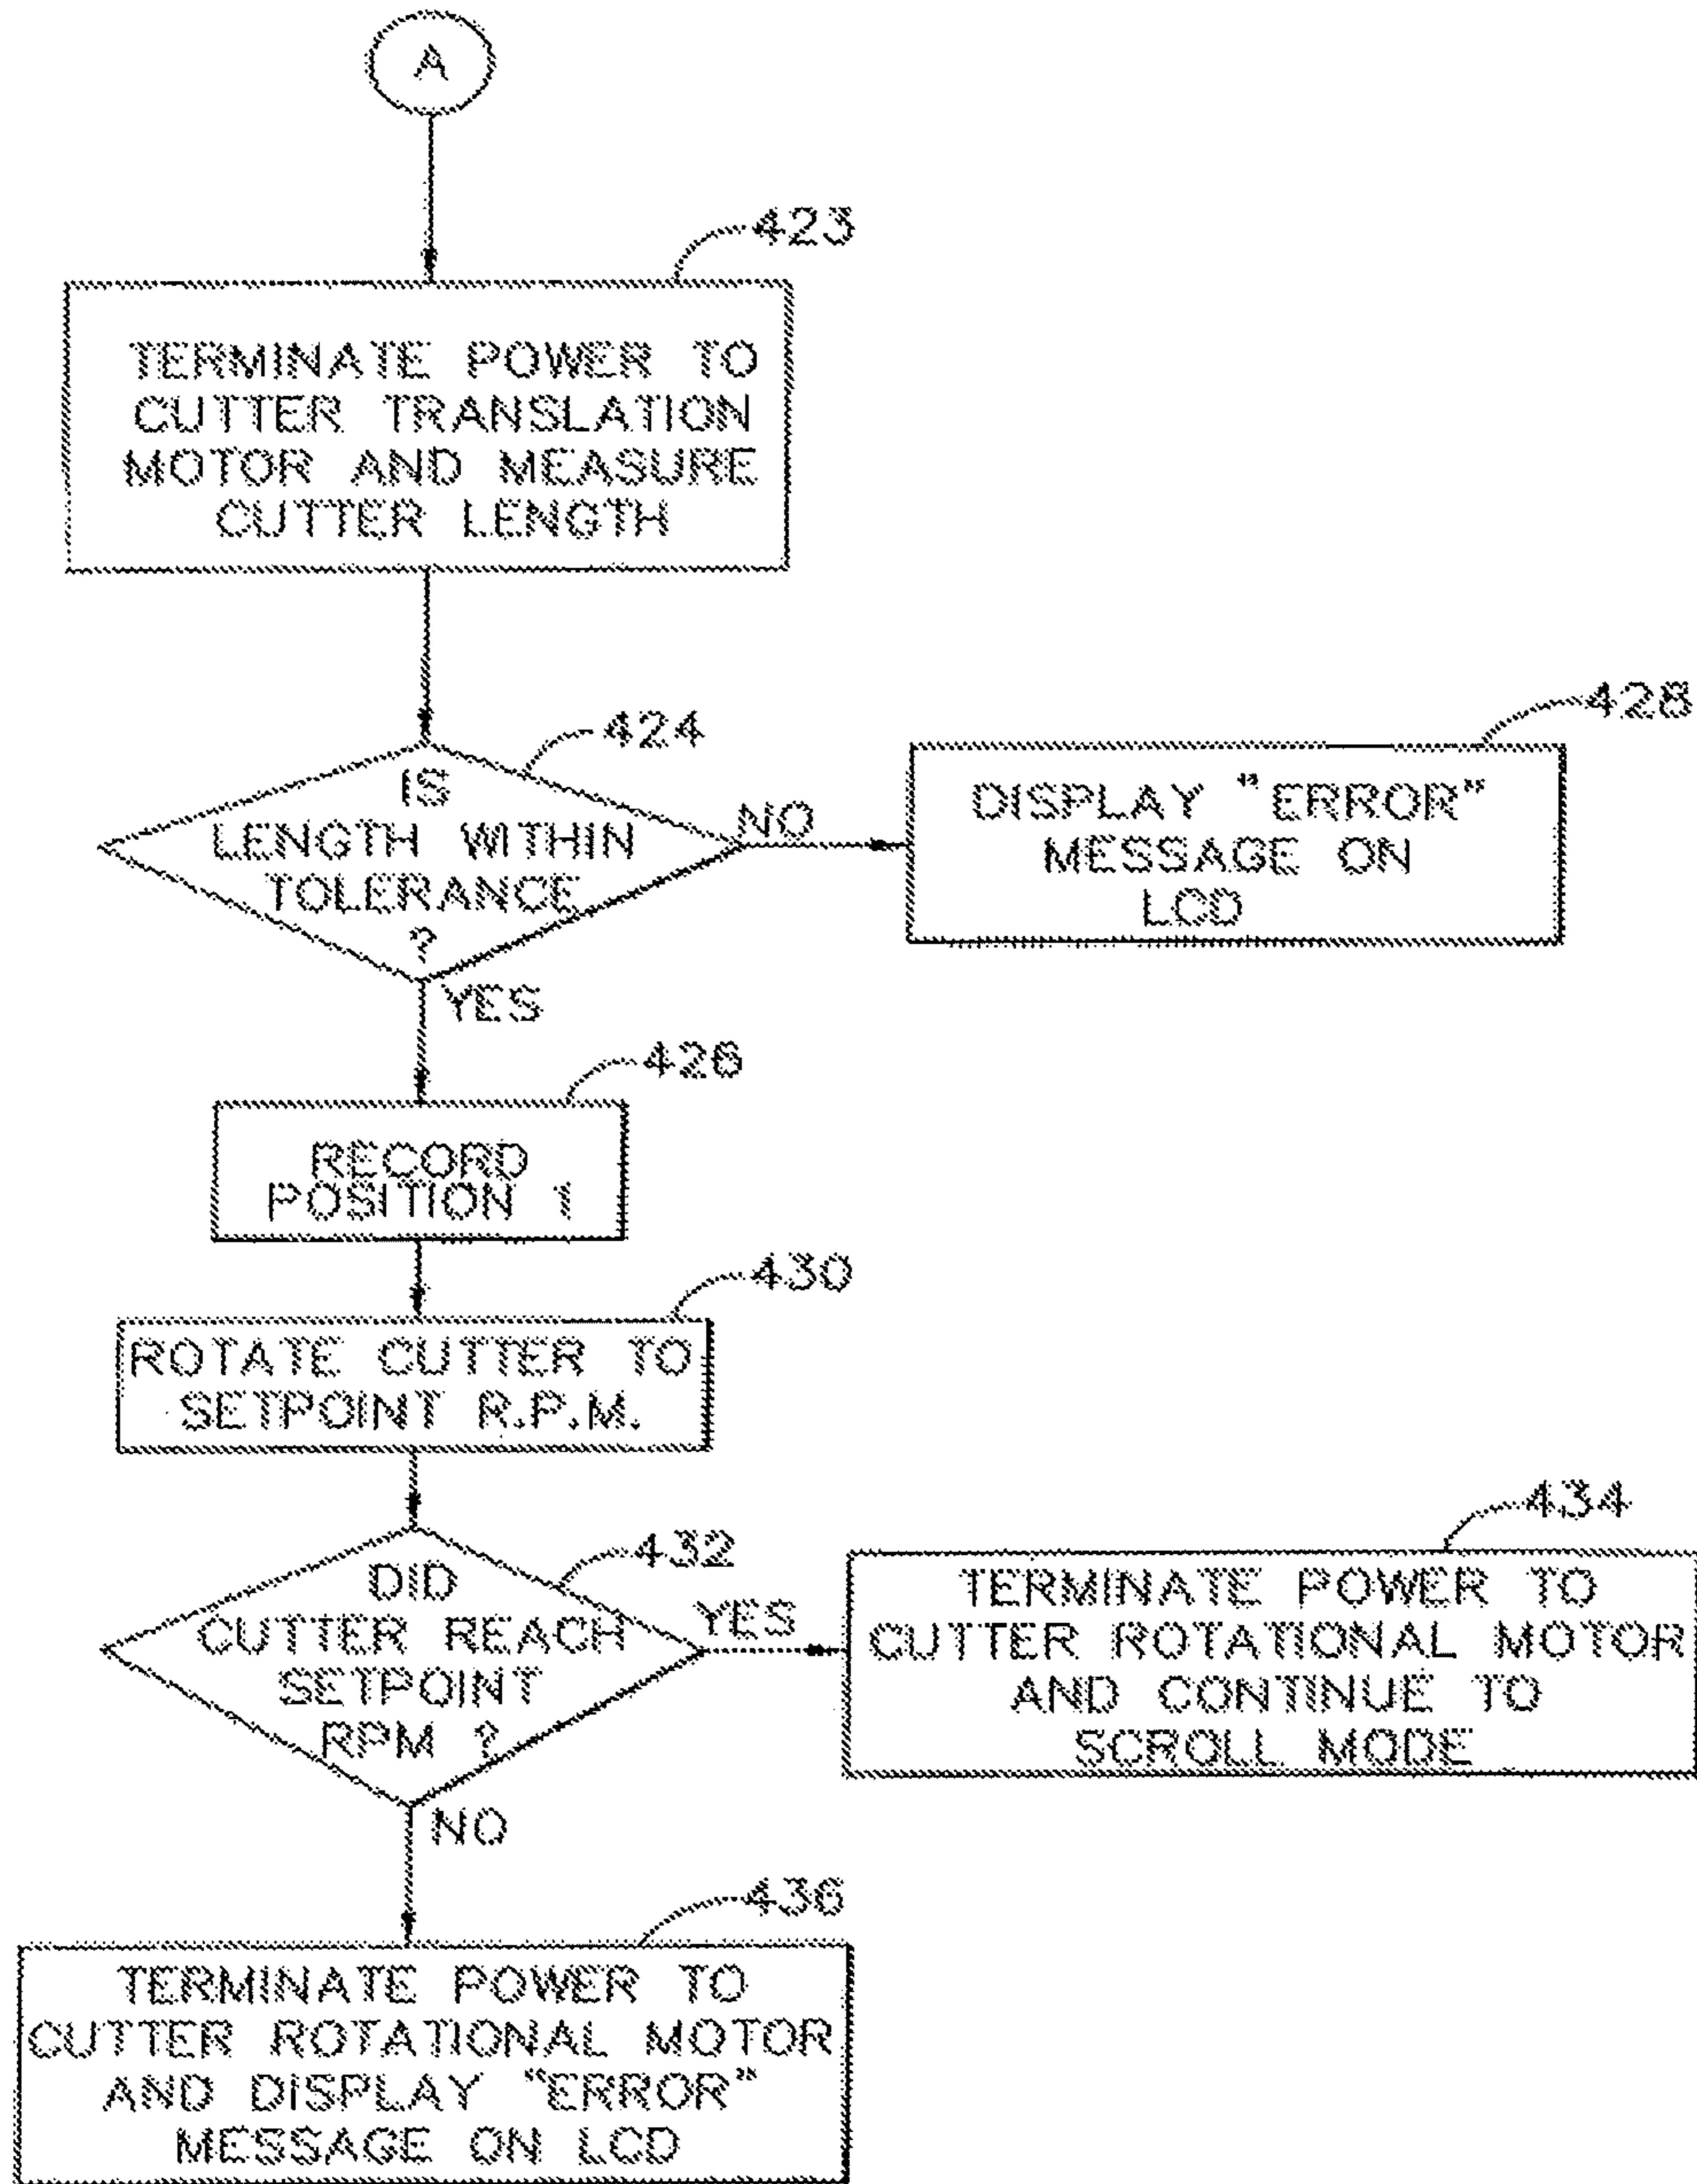 A
423
TERMINATE POWER TO
CUTTER TRANSLATION
MOTOR AND MEASURE
CUTTER LENGTH
424
IS
LENGTH WITHIN
TOLERANCE
?
NO
428
DISPLAY "ERROR"
MESSAGE ON
LCD
YES
426
RECORD
POSITION 1
430
ROTATE CUTTER TO
SETPOINT R.P.M.
432
DID
CUTTER REACH
SETPOINT
RPM ?
YES
434
TERMINATE POWER TO
CUTTER ROTATIONAL MOTOR
AND CONTINUE TO
SCROLL MODE
NO
436
TERMINATE POWER TO
CUTTER ROTATIONAL MOTOR
AND DISPLAY "ERROR"
MESSAGE ON LCD